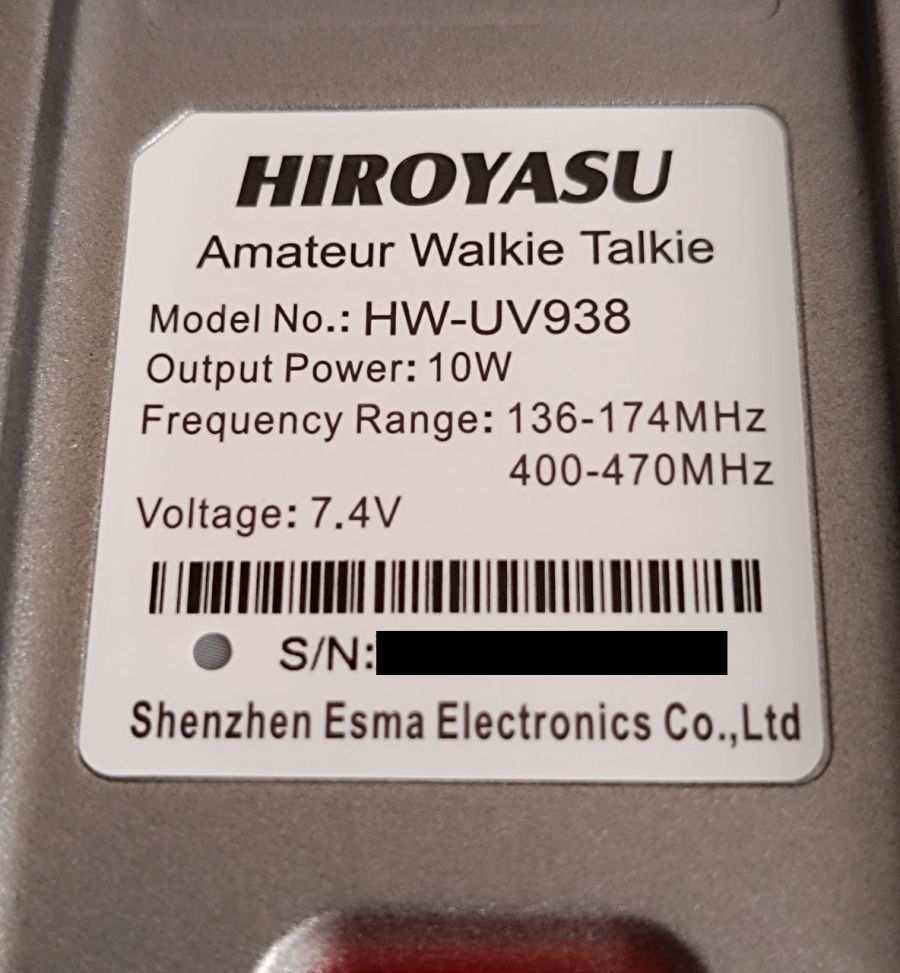 HIROYASU
Amateur Walkie Talkie
Model No.: HW-UV938
Output Power: 10W
Frequency Range: 136-174MHz
400-470MHz
Voltage: 7.4V
S/N:
Shenzhen Esma Electronics Co.,Ltd